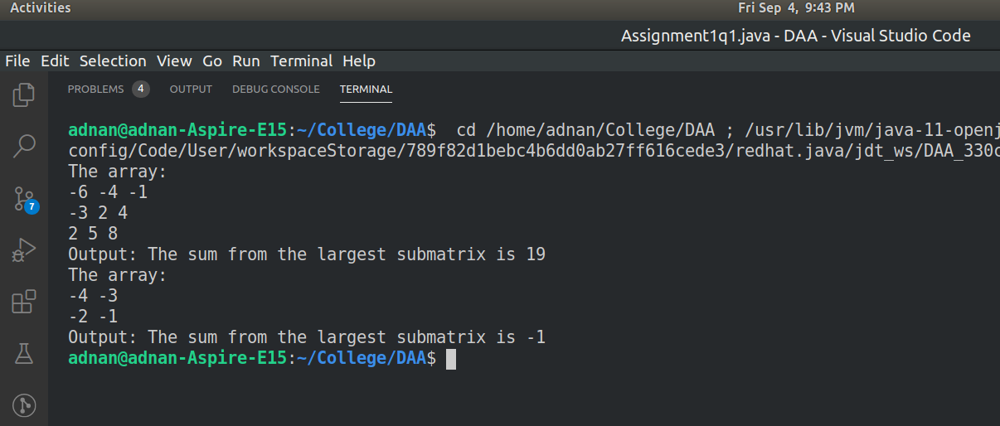 Activities Fri Sep 4, 9:43 PM
Assignment1q1.java - DAA - Visual Studio Code
File Edit Selection View Go Run Terminal Help
PROBLEMS 4 OUTPUT DEBUG CONSOLE TERMINAL
adnan@adnan-Aspire-E15:~/College/DAA$ cd /home/adnan/College/DAA ; /usr/lib/jvm/java-11-openj
config/Code/User/workspaceStorage/789f82d1bebc4b6dd0ab27ff616cede3/redhat.java/jdt_ws/DAA_330c
The array:
-6 -4 -1
-3 2 4
2 5 8
Output: The sum from the largest submatrix is 19
The array:
-4 -3
-2 -1
Output: The sum from the largest submatrix is -1
adnan@adnan-Aspire-E15:~/College/DAA$
7